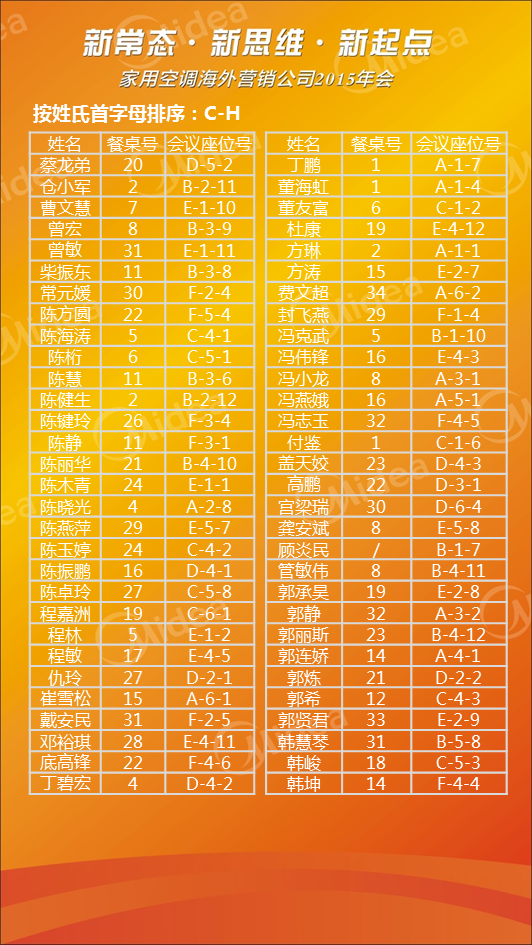 新常态·新思维·新起点
家用空调海外营销公司2015年会
按姓氏首字母排序：C-H
姓名 餐桌号 会议座位号 姓名 餐桌号 会议座位号
蔡龙弟 20 D-5-2 丁鹏 1 A-1-7
仓小军 2 B-2-11 董海虹 1 A-1-4
曹文慧 7 E-1-10 董友富 6 C-1-2
曾宏 8 B-3-9 杜康 19 E-4-12
曾敏 31 E-1-11 方琳 2 A-1-1
柴振东 11 B-3-8 方涛 15 E-2-7
常元媛 30 F-2-4 费文超 34 A-6-2
陈方圆 22 F-5-4 封飞燕 29 F-1-4
陈海涛 5 C-4-1 冯克武 5 B-1-10
陈桁 6 C-5-1 冯伟锋 16 E-4-3
陈慧 11 B-3-6 冯小龙 8 A-3-1
陈健生 2 B-2-12 冯燕娥 16 A-5-1
陈键玲 26 F-3-4 冯志玉 32 F-4-5
陈静 11 F-3-1 付鉴 1 C-1-6
陈丽华 21 B-4-10 盖天姣 23 D-4-3
陈木青 24 E-1-1 高鹏 22 D-3-1
陈晓光 4 A-2-8 宫梁瑞 30 D-6-4
陈燕萍 29 E-5-7 龚安斌 8 E-5-8
陈玉婷 24 C-4-2 顾炎民 / B-1-7
陈振鹏 16 D-4-1 管敏伟 8 B-4-11
陈卓玲 27 C-5-8 郭承昊 19 E-2-8
程嘉洲 19 C-6-1 郭静 32 A-3-2
程林 5 E-1-2 郭丽斯 23 B-4-12
程敏 17 E-4-5 郭连娇 14 A-4-1
仇玲 27 D-2-1 郭炼 21 D-2-2
崔雪松 15 A-6-1 郭希 12 C-4-3
戴安民 31 F-2-5 郭贤君 33 E-2-9
邓裕琪 28 E-4-11 韩慧琴 31 B-5-8
底高锋 22 F-4-6 韩峻 18 C-5-3
丁碧宏 4 D-4-2 韩坤 14 F-4-4